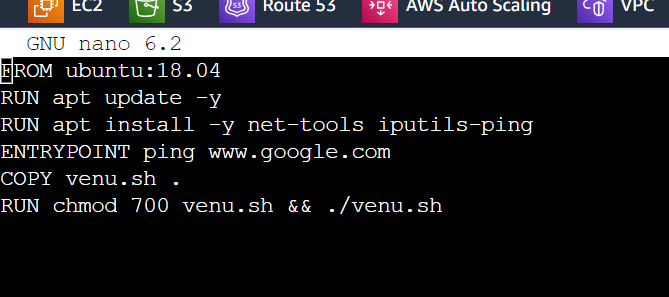 EC2 S3 Route 53 AWS Auto Scaling VPC
GNU nano 6.2
FROM ubuntu:18.04
RUN apt update -y
RUN apt install -y net-tools iputils-ping
ENTRYPOINT ping www.google.com
COPY venu.sh .
RUN chmod 700 venu.sh && ./venu.sh